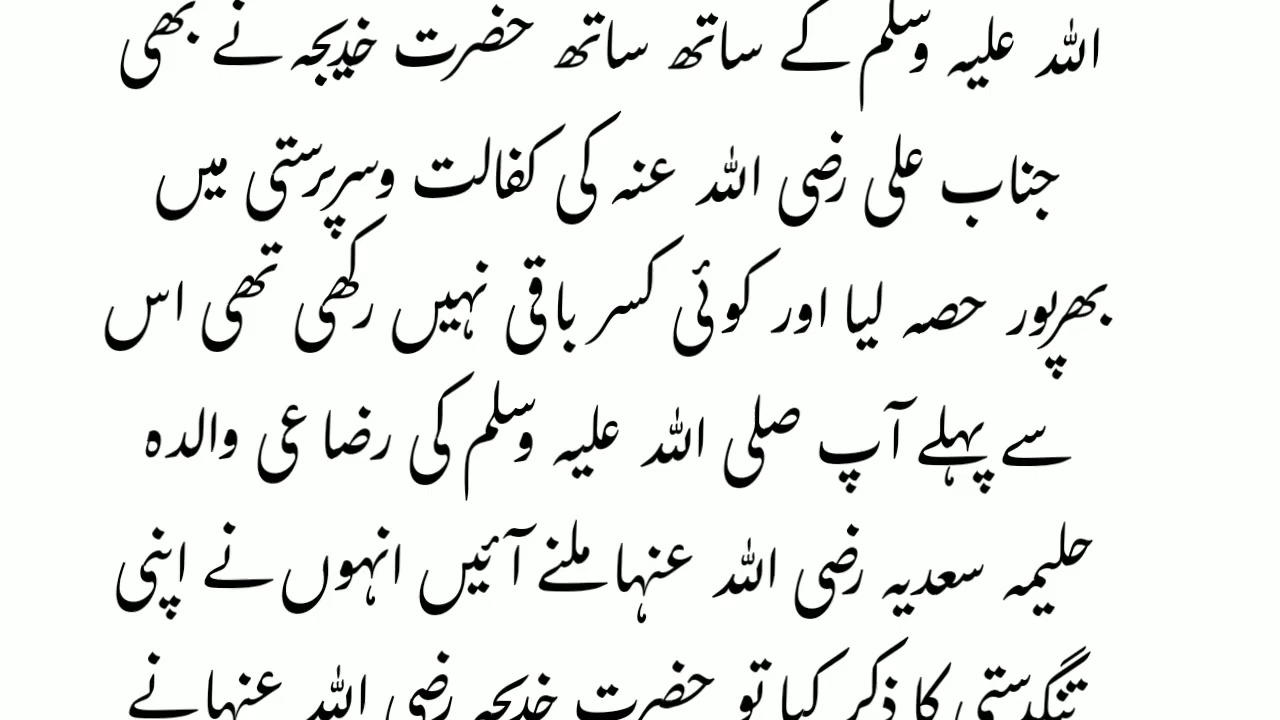 اللہ علیہ وسلم کے ساتھ ساتھ حضرت خدیجہ نے بھی
جناب علی رضی اللہ عنہ کی کفالت وسرپرستی میں
بھرپور حصہ لیا اور کوئی کسر باقی نہیں رکھی تھی اس
سے پہلے آپ صلی اللہ علیہ وسلم کی رضاعی والدہ
حلیمہ سعدیہ رضی اللہ عنہا ملنے آئیں انہوں نے اپنی
تنگدستی کا ذکر کیا تو حضرت خدیجہ رضی اللہ عنہا نے